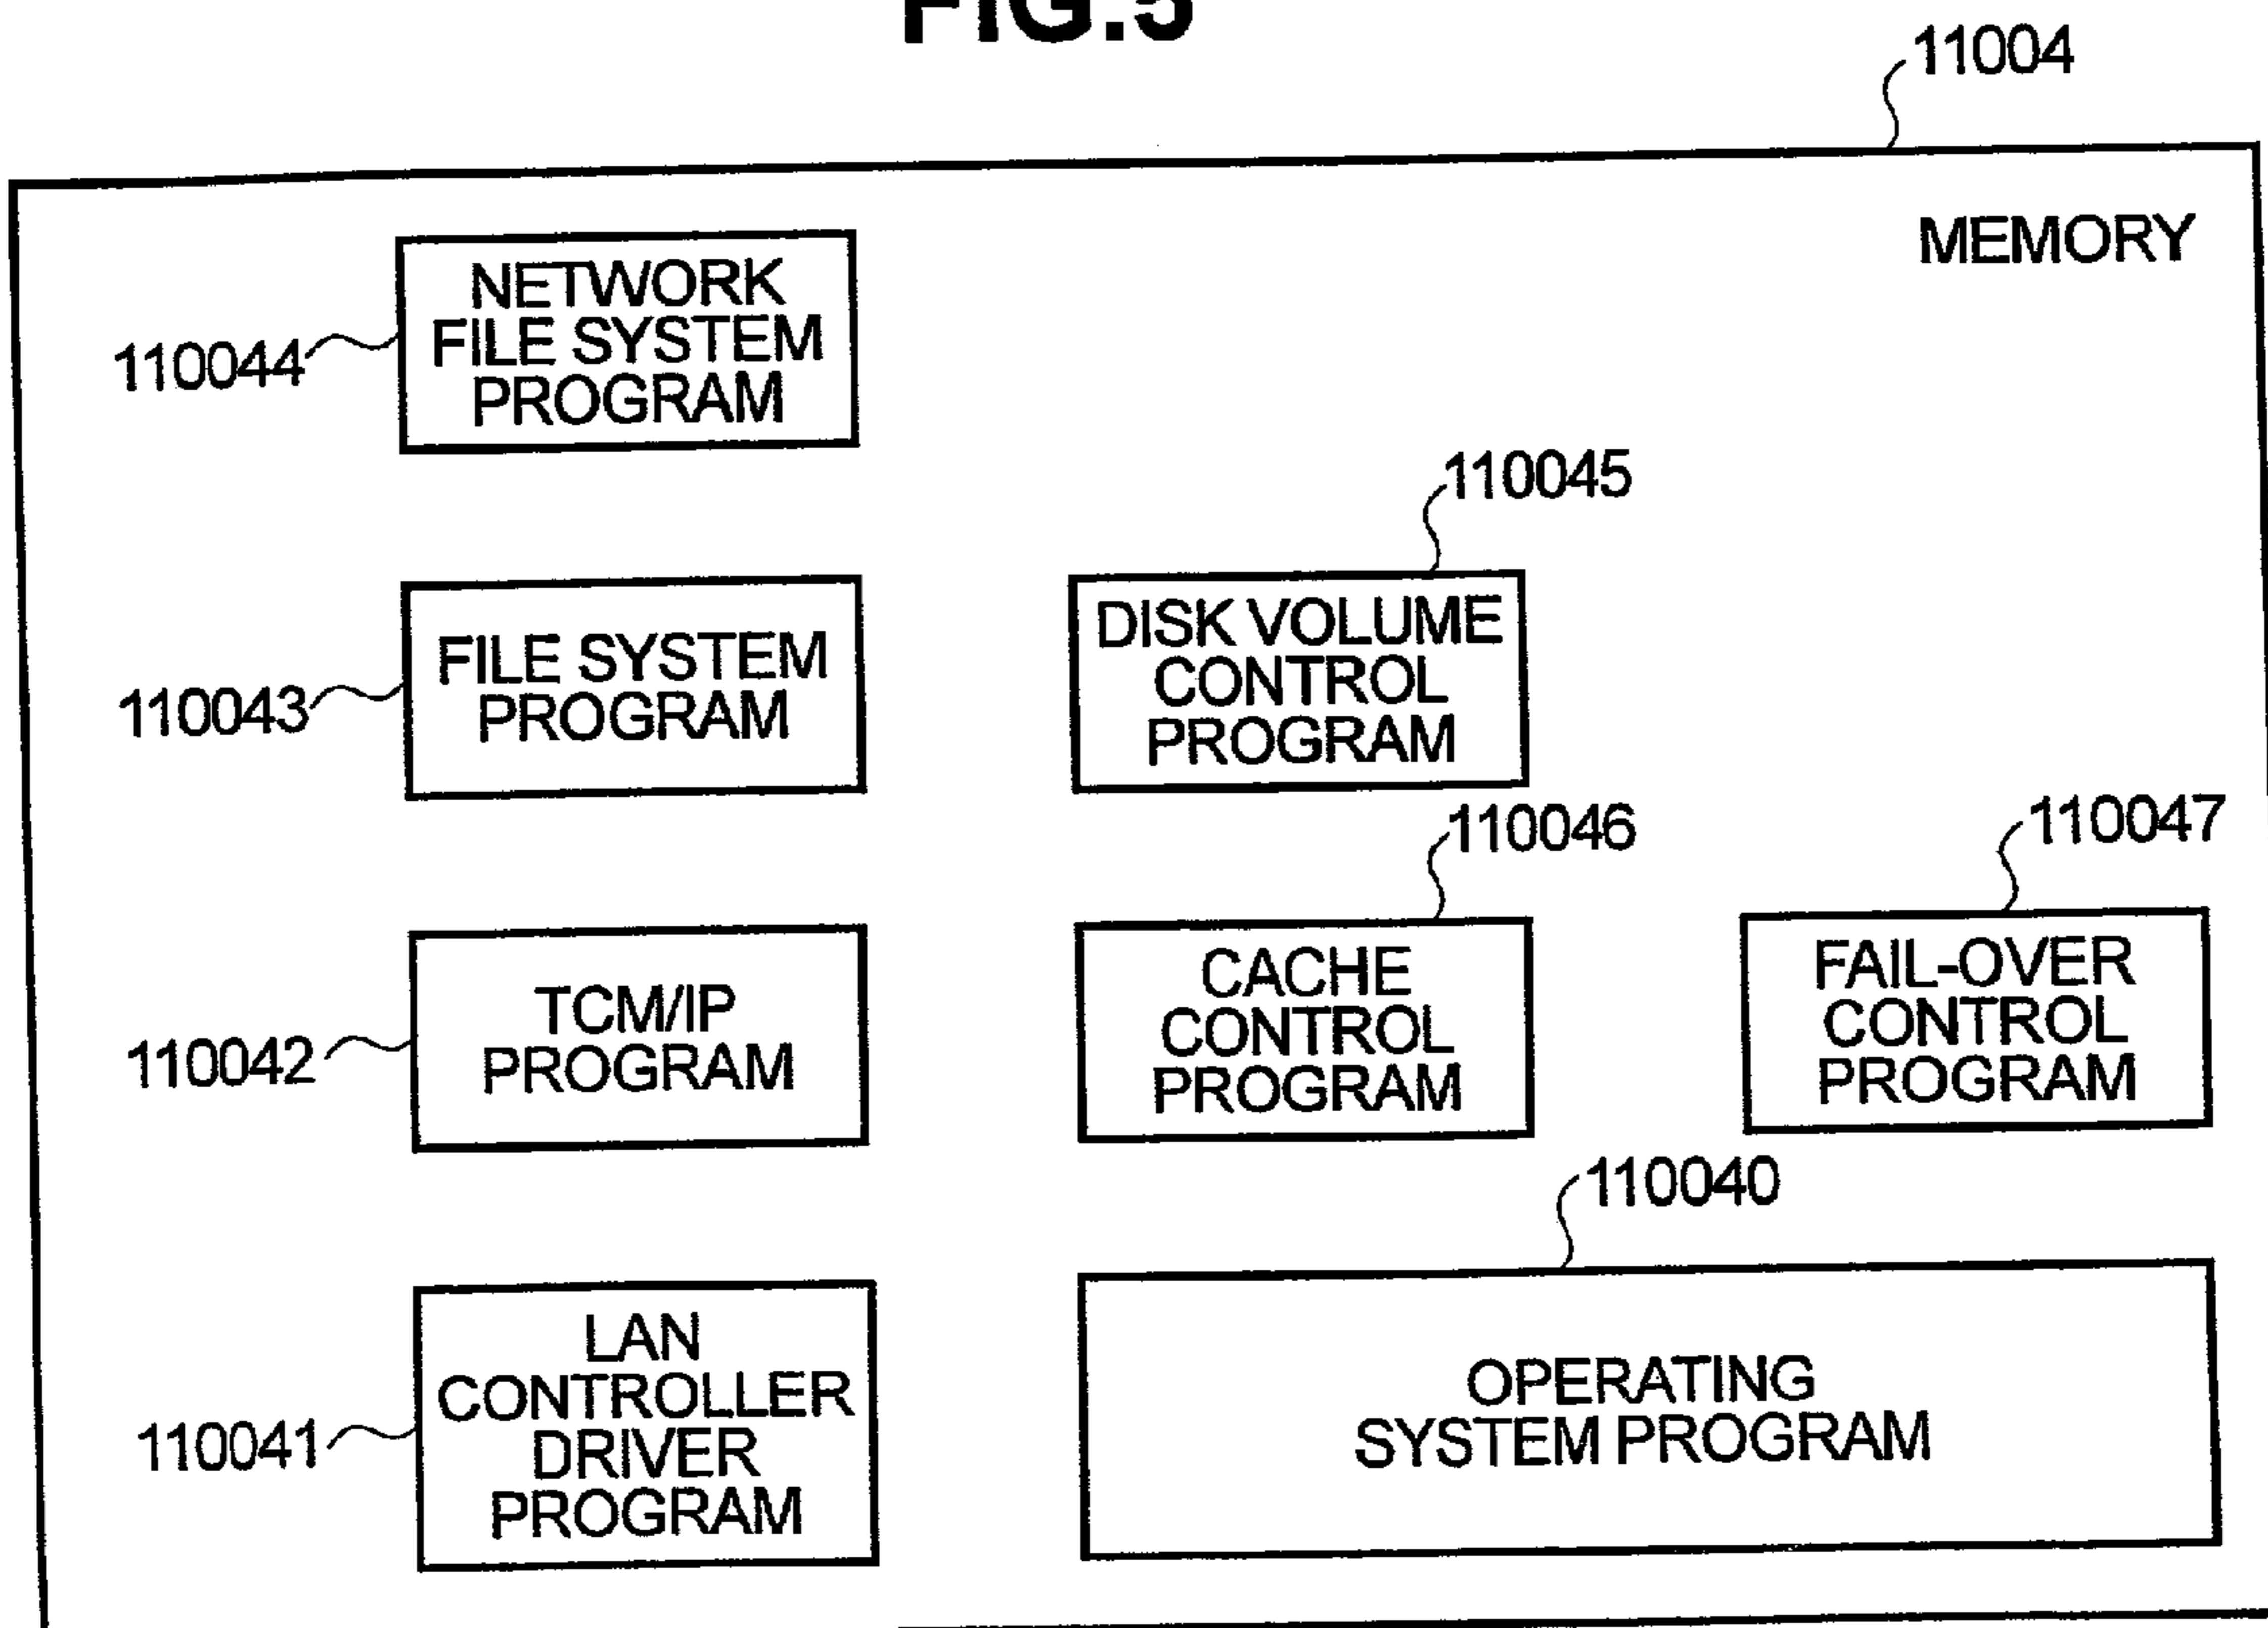 FIG.5
11004
MEMORY
NETWORK
FILE SYSTEM
PROGRAM
110044
110045
FILE SYSTEM
PROGRAM
110043
DISK VOLUME
CONTROL
PROGRAM
110046
110047
TCM/IP
PROGRAM
110042
CACHE
CONTROL
PROGRAM
FAIL-OVER
CONTROL
PROGRAM
110040
LAN
CONTROLLER
DRIVER
PROGRAM
110041
OPERATING
SYSTEM PROGRAM